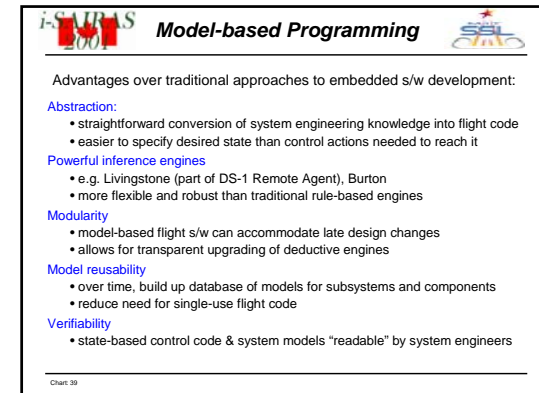 i-SAIRAS
2001
Model-based Programming
SSL
Advantages over traditional approaches to embedded s/w development:
Abstraction:
• straightforward conversion of system engineering knowledge into flight code
• easier to specify desired state than control actions needed to reach it
Powerful inference engines
• e.g. Livingstone (part of DS-1 Remote Agent), Burton
• more flexible and robust than traditional rule-based engines
Modularity
• model-based flight s/w can accommodate late design changes
• allows for transparent upgrading of deductive engines
Model reusability
• over time, build up database of models for subsystems and components
• reduce need for single-use flight code
Verifiability
• state-based control code & system models “readable” by system engineers
Chart: 39